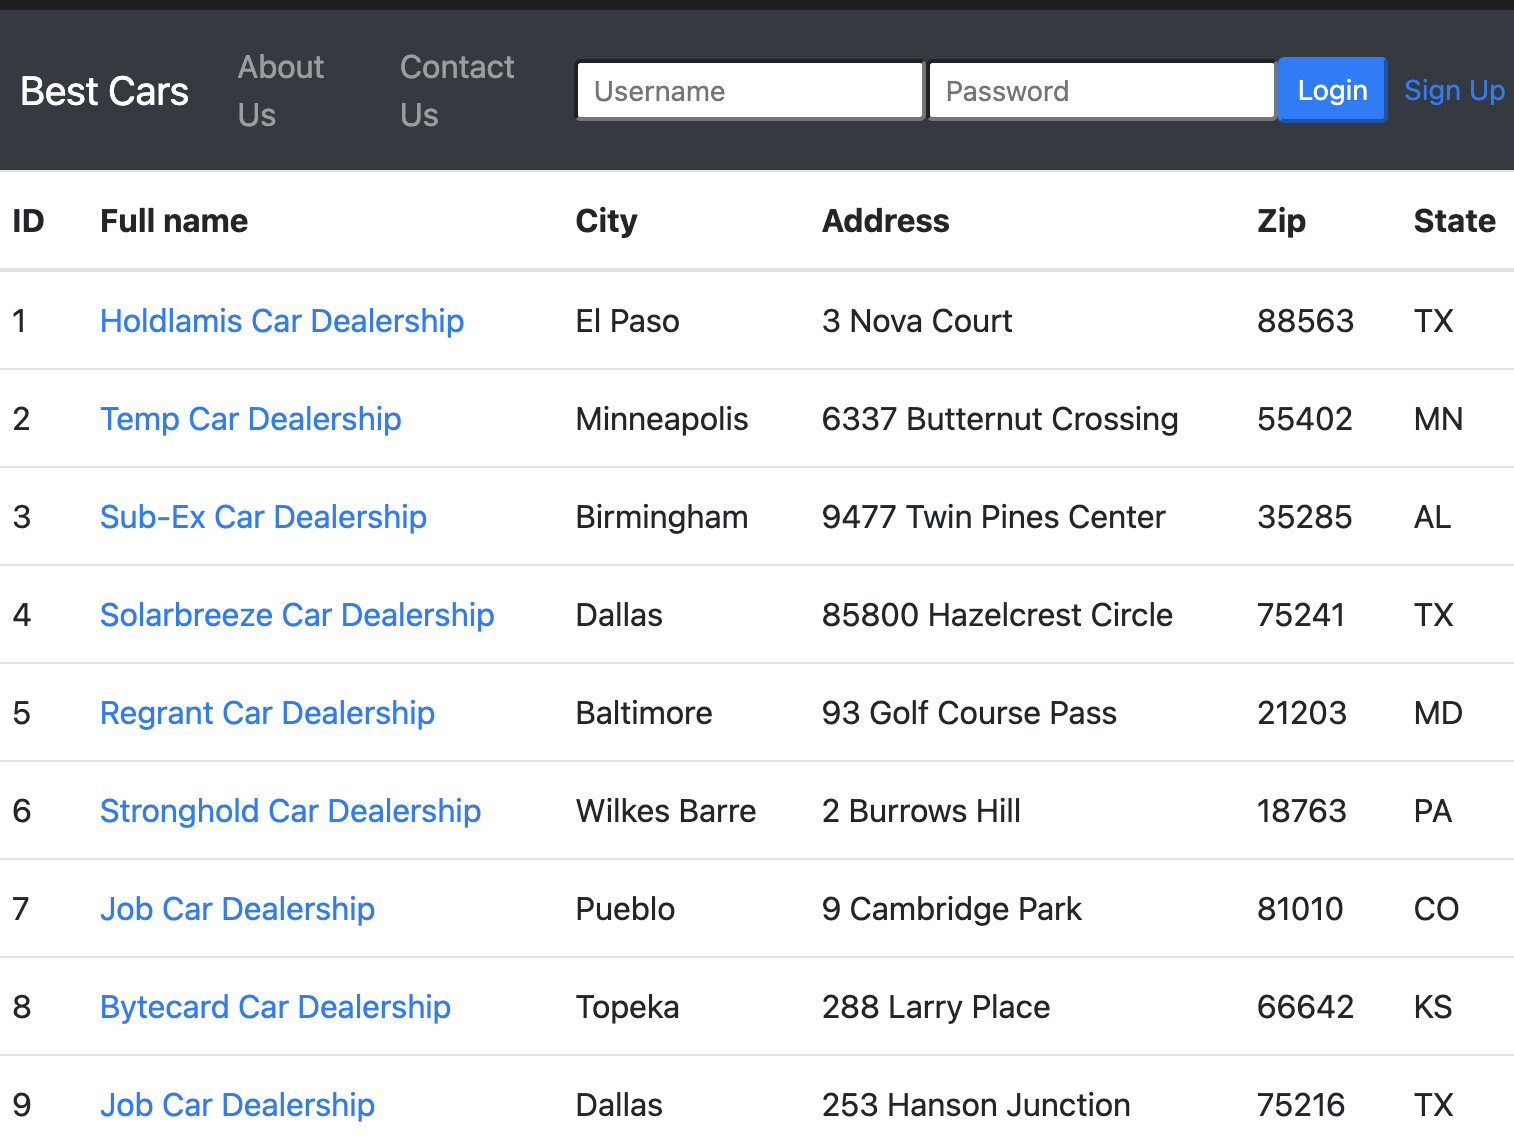 Best Cars About Us Contact Us Username Password Login Sign Up
ID Full name City Address Zip State
1 Holdlamis Car Dealership El Paso 3 Nova Court 88563 TX
2 Temp Car Dealership Minneapolis 6337 Butternut Crossing 55402 MN
3 Sub-Ex Car Dealership Birmingham 9477 Twin Pines Center 35285 AL
4 Solarbreeze Car Dealership Dallas 85800 Hazelcrest Circle 75241 TX
5 Regrant Car Dealership Baltimore 93 Golf Course Pass 21203 MD
6 Stronghold Car Dealership Wilkes Barre 2 Burrows Hill 18763 PA
7 Job Car Dealership Pueblo 9 Cambridge Park 81010 CO
8 Bytecard Car Dealership Topeka 288 Larry Place 66642 KS
9 Job Car Dealership Dallas 253 Hanson Junction 75216 TX